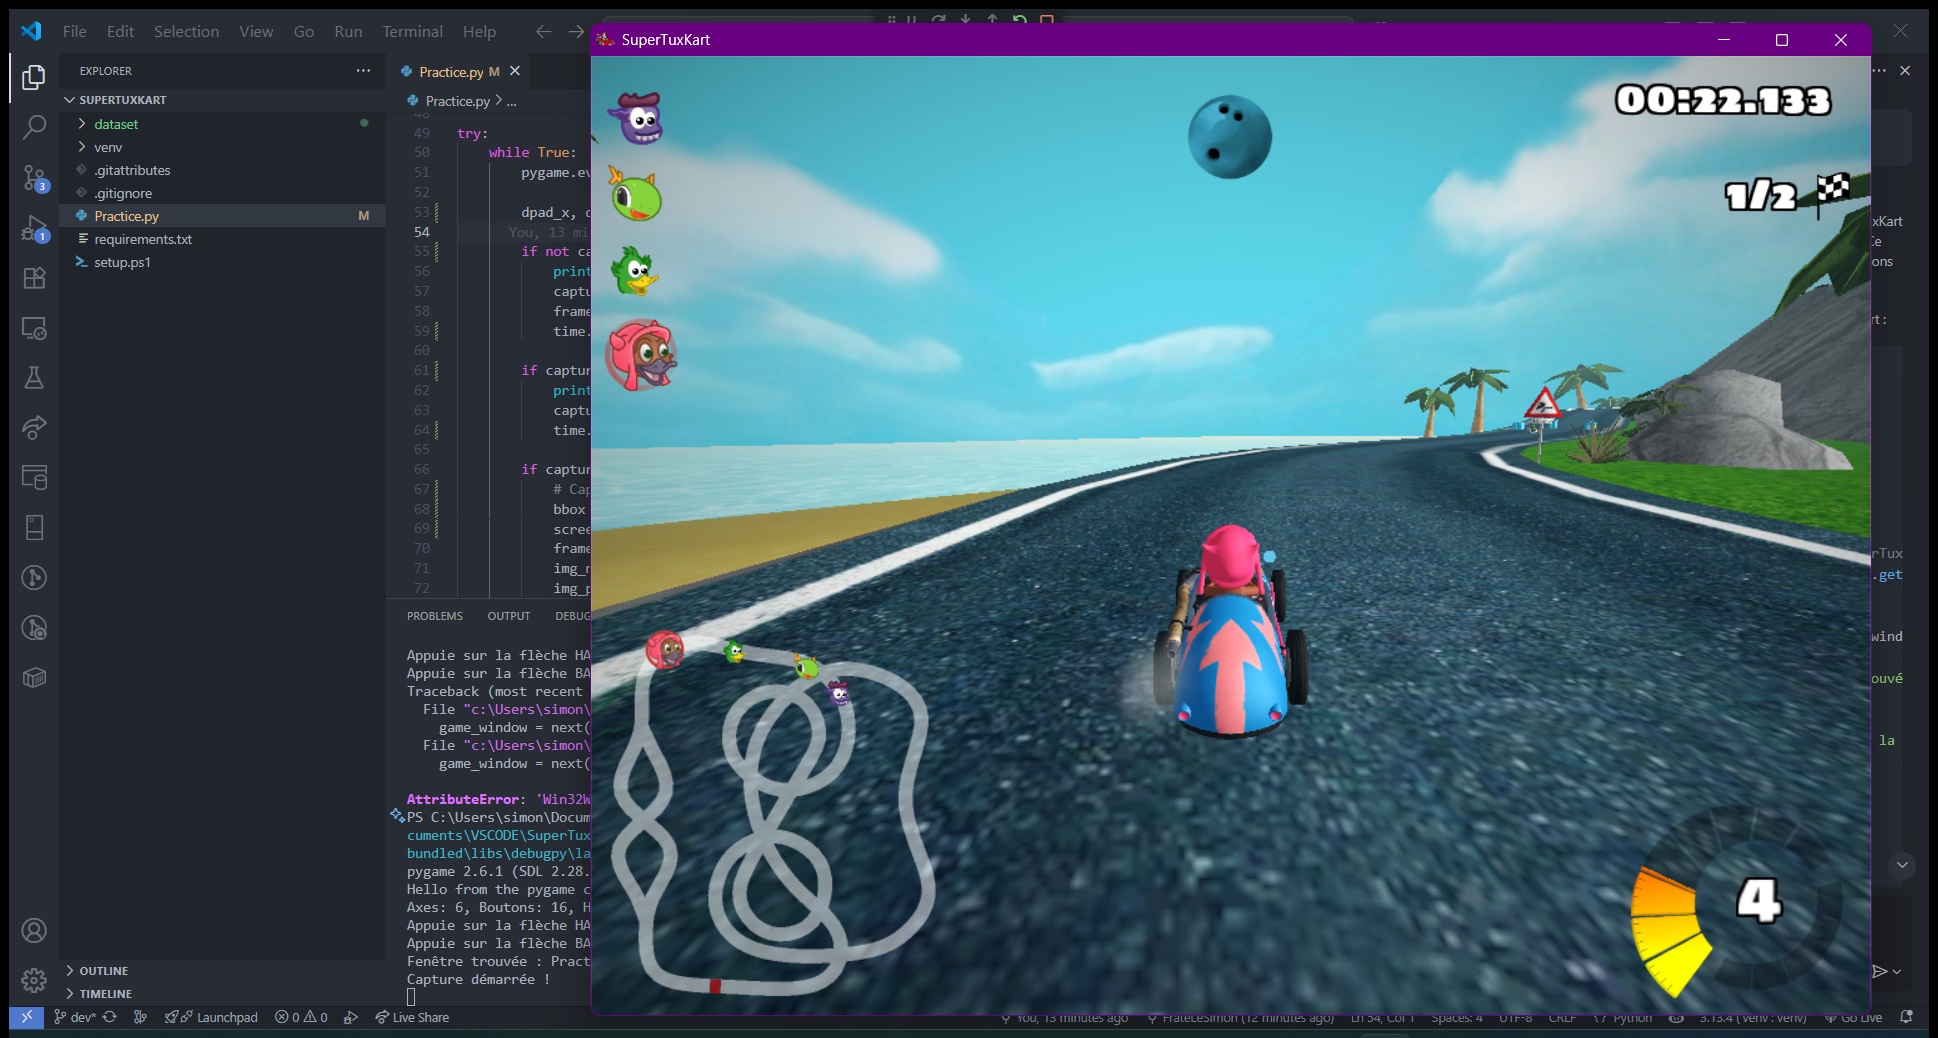 File Edit Selection View Go Run Terminal Help
EXPLORER
SUPERTUXKART
dataset
venv
.gitattributes
.gitignore
Practice.py M
requirements.txt
setup.ps1
OUTLINE
TIMELINE
Practice.py M
Practice.py > ...
48
49 try:
50 while True:
51 pygame.ev
52
53 dpad_x, d
54 You, 13 mi
55 if not ca
56 print
57 captu
58 frame
59 time.
60
61 if captur
62 print
63 captu
64 time.
65
66 if captur
67 # Cap
68 bbox
69 scree
70 frame
71 img_n
72 img_p
PROBLEMS OUTPUT DEBUG
Appuie sur la flèche HA
Appuie sur la flèche BA
Traceback (most recent
File "c:\Users\simon\
game_window = next(
File "c:\Users\simon\
game_window = next(
AttributeError: 'Win32W
PS C:\Users\simon\Docum
cuments\VSCODE\SuperTux
bundled\libs\debugpy\la
pygame 2.6.1 (SDL 2.28.
Hello from the pygame c
Axes: 6, Boutons: 16, H
Appuie sur la flèche HA
Appuie sur la flèche BA
Fenêtre trouvée : Pract
Capture démarrée !
SuperTuxKart
00:22.133
1/2
4
xKart
ons
t:
rTux
.get
wind
ouvé
la
3
1
dev* Launchpad 0 0 Live Share You, 13 minutes ago FrateLeSimon (12 minutes ago) Ln 54, Col 1 Spaces: 4 UTF-8 CRLF Python 3.13.4 (venv: venv) Go Live